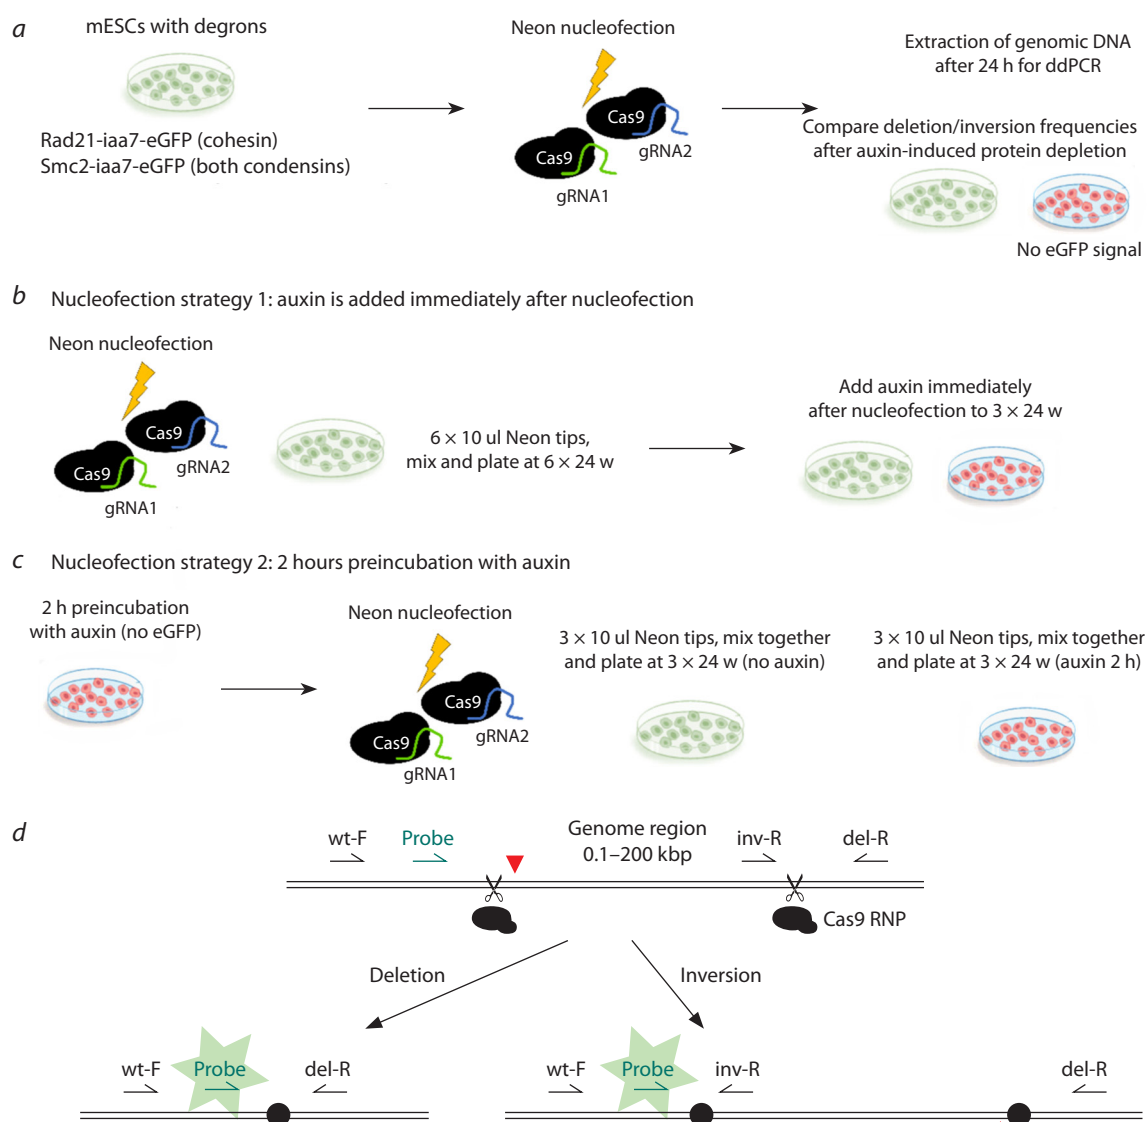 a
mESCs with degrons
Rad21-iaa7-eGFP (cohesin)
Smc2-iaa7-eGFP (both condensins)
Neon nucleofection
Cas9
gRNA2
Cas9
gRNA1
Extraction of genomic DNA
after 24 h for ddPCR
Compare deletion/inversion frequencies
after auxin-induced protein depletion
No eGFP signal
b
Nucleofection strategy 1: auxin is added immediately after nucleofection
Neon nucleofection
Cas9
gRNA2
Cas9
gRNA1
6 × 10 ul Neon tips,
mix and plate at 6 × 24 w
Add auxin immediately
after nucleofection to 3 × 24 w
c
Nucleofection strategy 2: 2 hours preincubation with auxin
2 h preincubation
with auxin (no eGFP)
Neon nucleofection
Cas9
gRNA2
Cas9
gRNA1
3 × 10 ul Neon tips, mix together
and plate at 3 × 24 w (no auxin)
3 × 10 ul Neon tips, mix together
and plate at 3 × 24 w (auxin 2 h)
d
wt-F
Probe
Genome region
0.1–200 kbp
inv-R
del-R
Cas9 RNP
Deletion
Inversion
wt-F
Probe
del-R
wt-F
Probe
inv-R
del-R